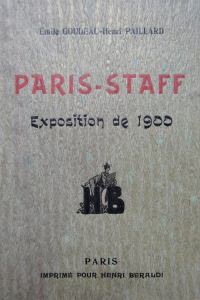 Emile GOUDEAU-Henri PAILLARD
PARIS-STAFF
Exposition de 1900
HB
PARIS
IMPRIMÉ POUR HENRI BERALDI